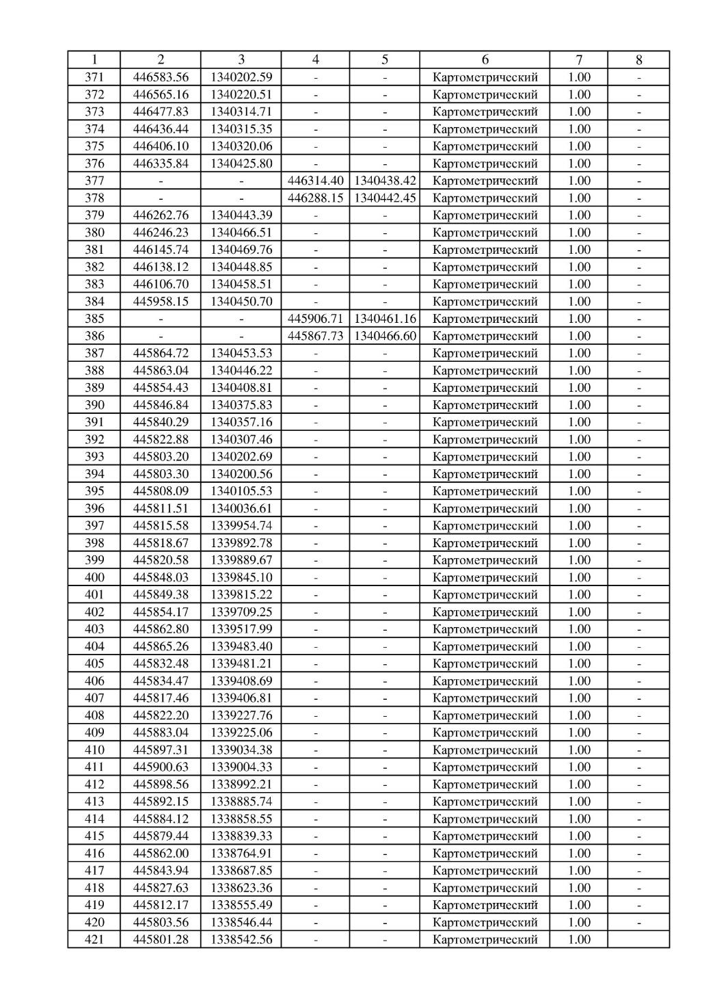 1 2 3 4 5 6 7 8
371 446583.56 1340202.59 - - Картометрический 1.00 -
372 446565.16 1340220.51 - - Картометрический 1.00 -
373 446477.83 1340314.71 - - Картометрический 1.00 -
374 446436.44 1340315.35 - - Картометрический 1.00 -
375 446406.10 1340320.06 - - Картометрический 1.00 -
376 446335.84 1340425.80 - - Картометрический 1.00 -
377 - - 446314.40 1340438.42 Картометрический 1.00 -
378 - - 446288.15 1340442.45 Картометрический 1.00 -
379 446262.76 1340443.39 - - Картометрический 1.00 -
380 446246.23 1340466.51 - - Картометрический 1.00 -
381 446145.74 1340469.76 - - Картометрический 1.00 -
382 446138.12 1340448.85 - - Картометрический 1.00 -
383 446106.70 1340458.51 - - Картометрический 1.00 -
384 445958.15 1340450.70 - - Картометрический 1.00 -
385 - - 445906.71 1340461.16 Картометрический 1.00 -
386 - - 445867.73 1340466.60 Картометрический 1.00 -
387 445864.72 1340453.53 - - Картометрический 1.00 -
388 445863.04 1340446.22 - - Картометрический 1.00 -
389 445854.43 1340408.81 - - Картометрический 1.00 -
390 445846.84 1340375.83 - - Картометрический 1.00 -
391 445840.29 1340357.16 - - Картометрический 1.00 -
392 445822.88 1340307.46 - - Картометрический 1.00 -
393 445803.20 1340202.69 - - Картометрический 1.00 -
394 445803.30 1340200.56 - - Картометрический 1.00 -
395 445808.09 1340105.53 - - Картометрический 1.00 -
396 445811.51 1340036.61 - - Картометрический 1.00 -
397 445815.58 1339954.74 - - Картометрический 1.00 -
398 445818.67 1339892.78 - - Картометрический 1.00 -
399 445820.58 1339889.67 - - Картометрический 1.00 -
400 445848.03 1339845.10 - - Картометрический 1.00 -
401 445849.38 1339815.22 - - Картометрический 1.00 -
402 445854.17 1339709.25 - - Картометрический 1.00 -
403 445862.80 1339517.99 - - Картометрический 1.00 -
404 445865.26 1339483.40 - - Картометрический 1.00 -
405 445832.48 1339481.21 - - Картометрический 1.00 -
406 445834.47 1339408.69 - - Картометрический 1.00 -
407 445817.46 1339406.81 - - Картометрический 1.00 -
408 445822.20 1339227.76 - - Картометрический 1.00 -
409 445883.04 1339225.06 - - Картометрический 1.00 -
410 445897.31 1339034.38 - - Картометрический 1.00 -
411 445900.63 1339004.33 - - Картометрический 1.00 -
412 445898.56 1338992.21 - - Картометрический 1.00 -
413 445892.15 1338885.74 - - Картометрический 1.00 -
414 445884.12 1338858.55 - - Картометрический 1.00 -
415 445879.44 1338839.33 - - Картометрический 1.00 -
416 445862.00 1338764.91 - - Картометрический 1.00 -
417 445843.94 1338687.85 - - Картометрический 1.00 -
418 445827.63 1338623.36 - - Картометрический 1.00 -
419 445812.17 1338555.49 - - Картометрический 1.00 -
420 445803.56 1338546.44 - - Картометрический 1.00 -
421 445801.28 1338542.56 - - Картометрический 1.00